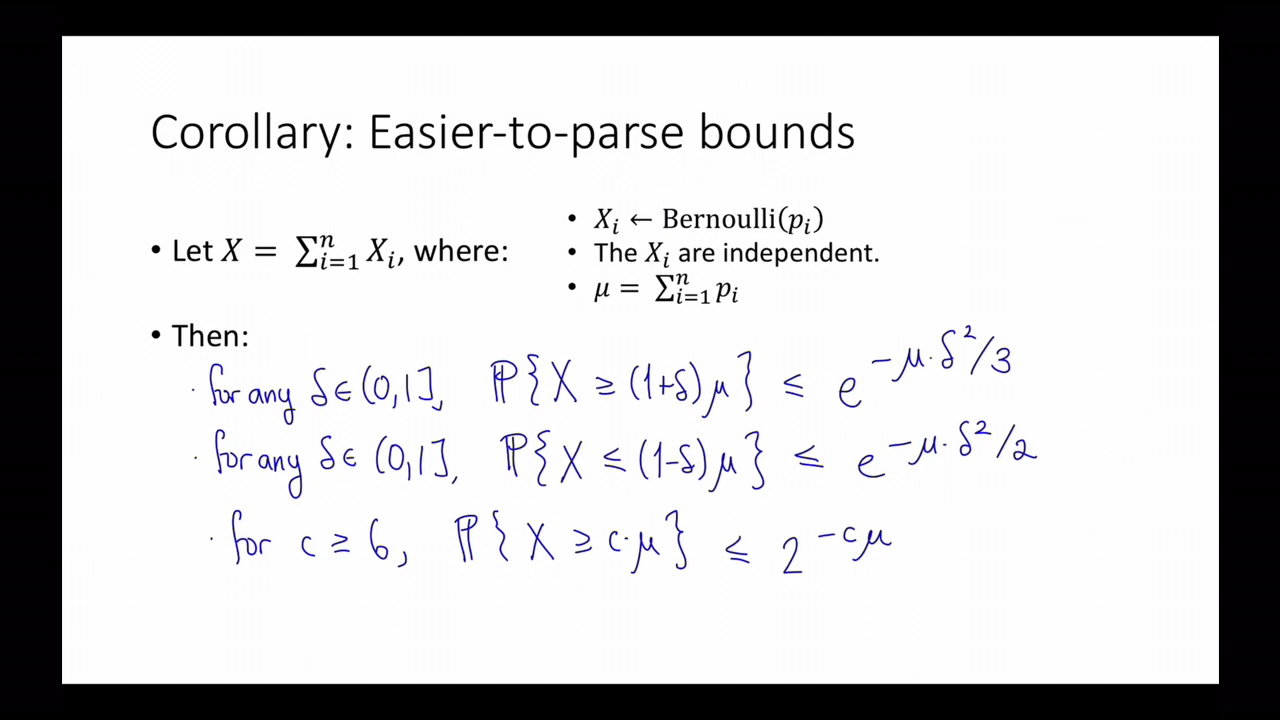 Corollary: Easier-to-parse bounds
• Let X = ∑ⁿᵢ₌₁ Xᵢ, where:
• Xᵢ ← Bernoulli(pᵢ)
• The Xᵢ are independent.
• μ = ∑ⁿᵢ₌₁ pᵢ
• Then:
· for any δ ∈ (0,1], ℙ{X ≥ (1+δ)μ} ≤ e^{-μ·δ²/3}
· for any δ ∈ (0,1], ℙ{X ≤ (1-δ)μ} ≤ e^{-μ·δ²/2}
· for c ≥ 6, ℙ{X ≥ c·μ} ≤ 2^{-cμ}